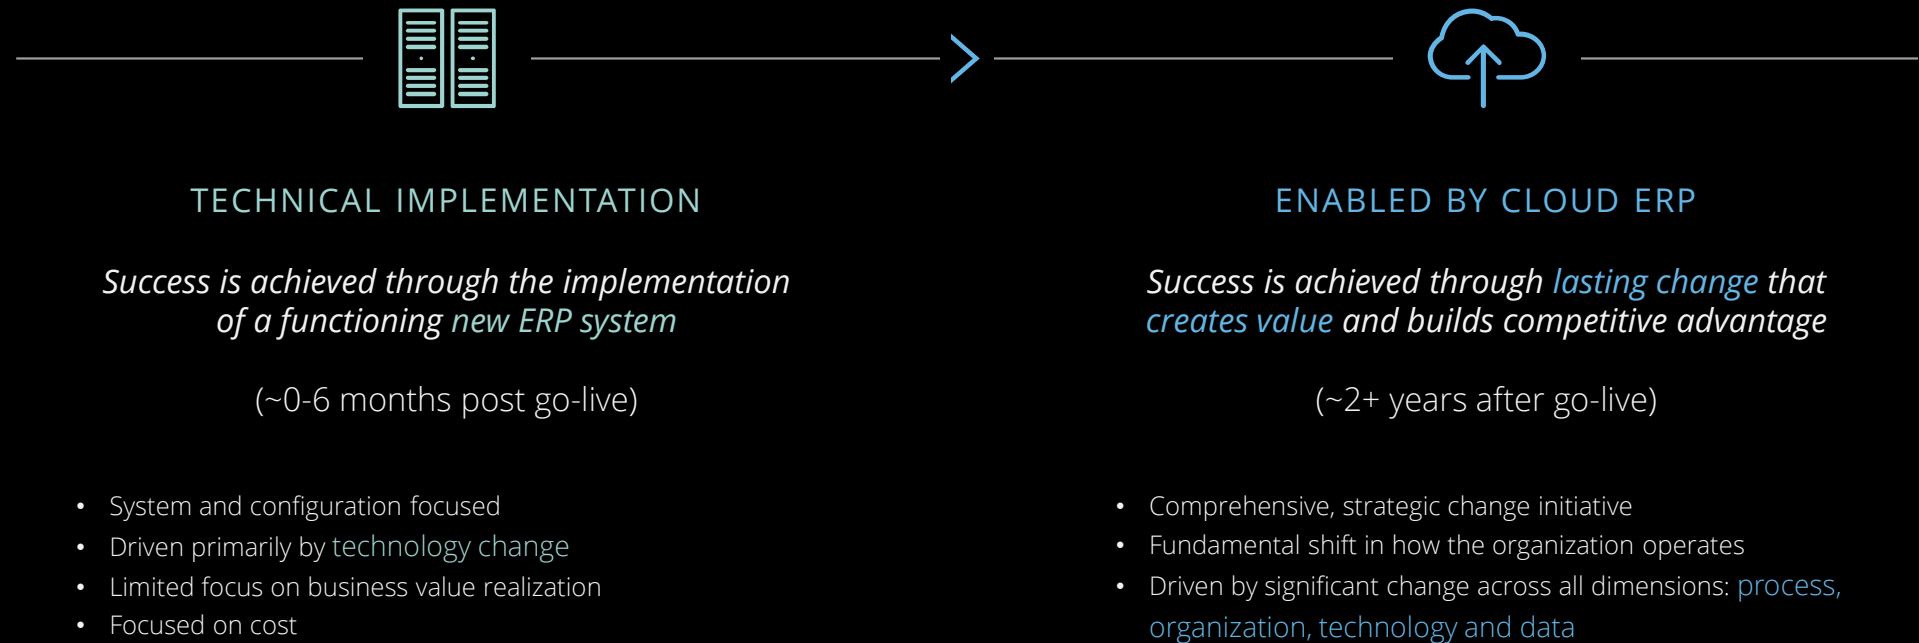 TECHNICAL IMPLEMENTATION
Success is achieved through the implementation
of a functioning new ERP system
(~0-6 months post go-live)
• System and configuration focused
• Driven primarily by technology change
• Limited focus on business value realization
• Focused on cost
ENABLED BY CLOUD ERP
Success is achieved through lasting change that
creates value and builds competitive advantage
(~2+ years after go-live)
• Comprehensive, strategic change initiative
• Fundamental shift in how the organization operates
• Driven by significant change across all dimensions: process,
organization, technology and data